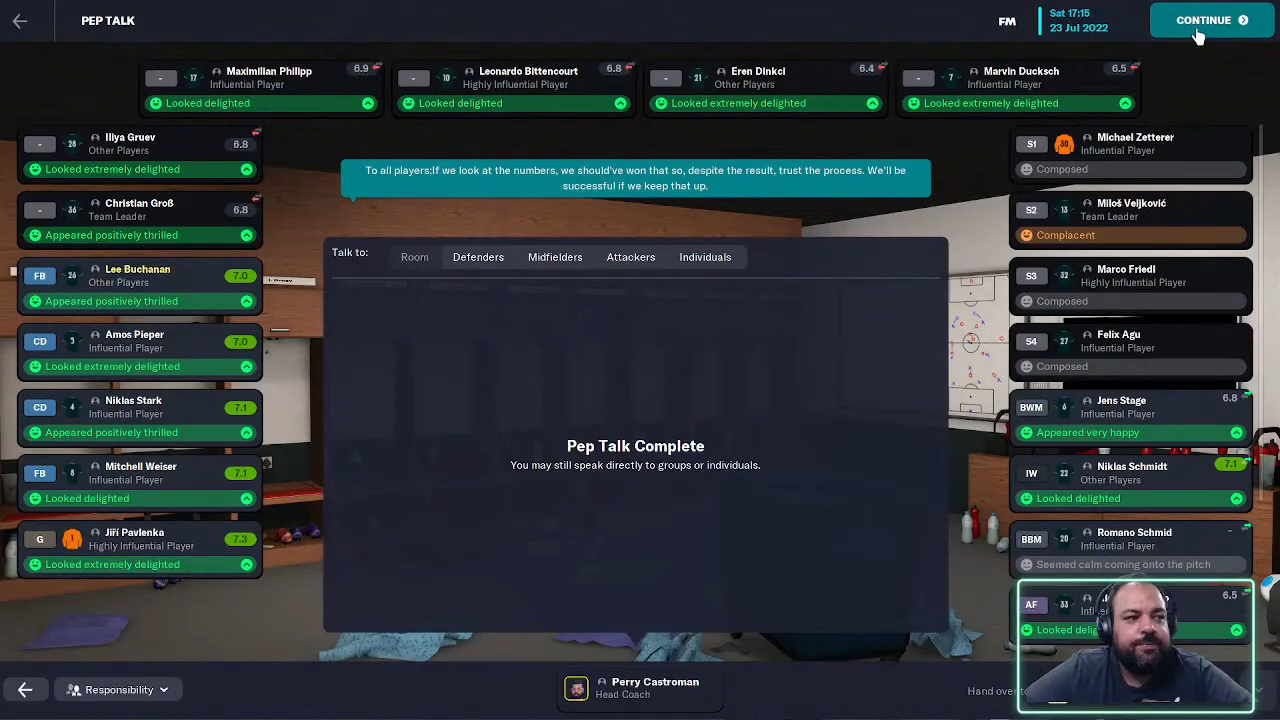 PEP TALK
FM
Sat 17:15
23 Jul 2022
CONTINUE
-
17
Maximilian Philipp
Influential Player
6.9
Looked delighted
-
10
Leonardo Bittencourt
Highly Influential Player
6.8
Looked delighted
-
21
Eren Dinkci
Other Players
6.4
Looked extremely delighted
-
7
Marvin Ducksch
Influential Player
6.5
Looked extremely delighted
-
28
Iliya Gruev
Other Players
6.8
Looked extremely delighted
-
36
Christian Groß
Team Leader
6.8
Appeared positively thrilled
FB
26
Lee Buchanan
Other Players
7.0
Appeared positively thrilled
CD
Amos Pieper
Influential Player
7.0
Looked extremely delighted
CD
4
Niklas Stark
Influential Player
7.1
Appeared positively thrilled
FB
8
Mitchell Weiser
Influential Player
7.1
Looked delighted
G
1
Jiří Pavlenka
Highly Influential Player
7.3
Looked extremely delighted
To all players:If we look at the numbers, we should've won that so, despite the result, trust the process. We'll be
successful if we keep that up.
Talk to:
Room
Defenders
Midfielders
Attackers
Individuals
Pep Talk Complete
You may still speak directly to groups or individuals.
S1
30
Michael Zetterer
Influential Player
Composed
S2
13
Miloš Veljković
Team Leader
Complacent
S3
32
Marco Friedl
Highly Influential Player
Composed
S4
27
Felix Agu
Influential Player
Composed
BWM
6
Jens Stage
Influential Player
6.8
Appeared very happy
IW
22
Niklas Schmidt
Other Players
7.1
Looked delighted
BBM
20
Romano Schmid
Influential Player
-
Seemed calm coming onto the pitch
AF
33
6.5
Looked
Responsibility
Perry Castroman
Head Coach
Hand over